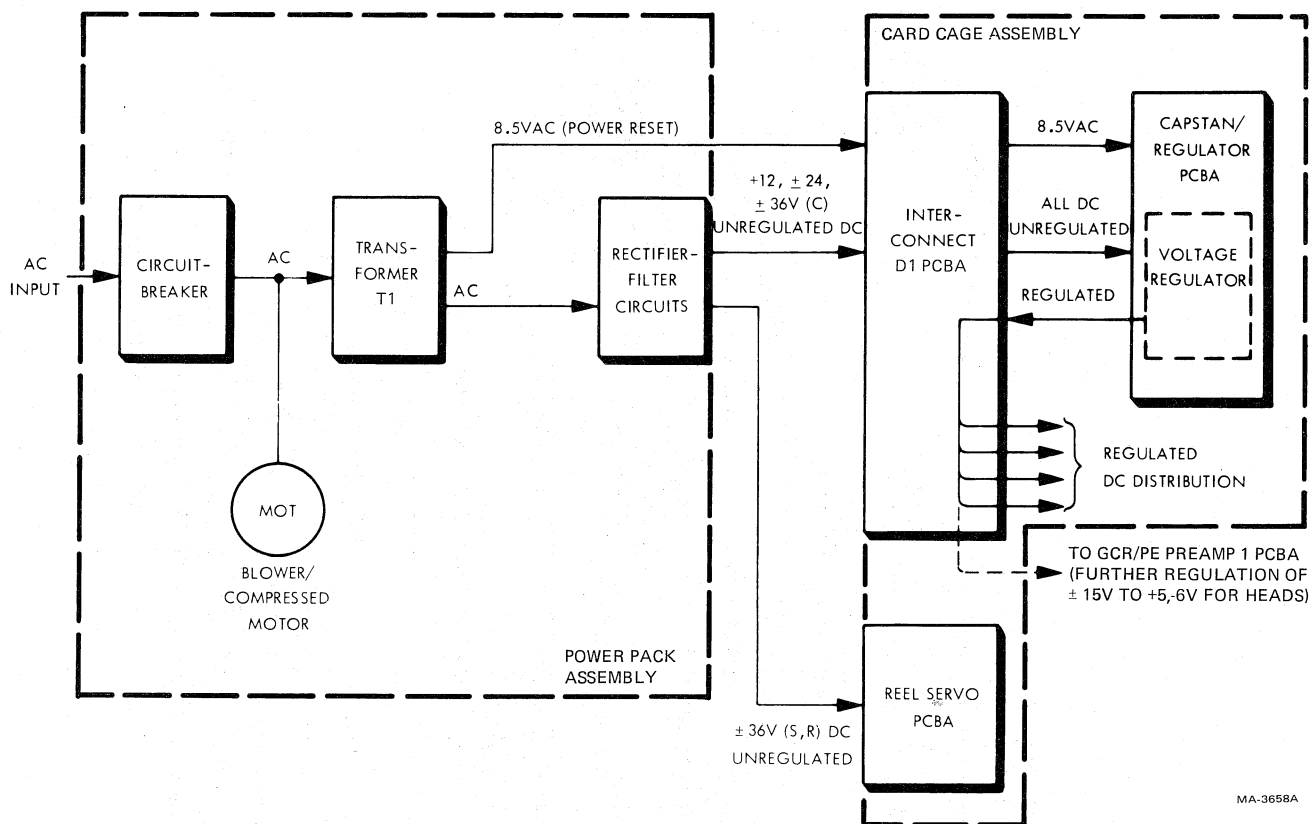 CARD CAGE ASSEMBLY
8.5VAC (POWER RESET)
8.5VAC
CAPSTAN/
REGULATOR
PCBA
+12, ± 24,
± 36V (C)
UNREGULATED DC
INTER-
CONNECT
D1 PCBA
ALL DC
UNREGULATED
VOLTAGE
REGULATOR
REGULATED
AC
INPUT
CIRCUIT-
BREAKER
AC
TRANS-
FORMER
T1
AC
RECTIFIER-
FILTER
CIRCUITS
MOT
BLOWER/
COMPRESSED
MOTOR
REGULATED
DC DISTRIBUTION
TO GCR/PE PREAMP 1 PCBA
(FURTHER REGULATION OF
± 15V TO +5,-6V FOR HEADS)
POWER PACK
ASSEMBLY
REEL SERVO
PCBA
± 36V (S,R) DC
UNREGULATED
MA-3658A